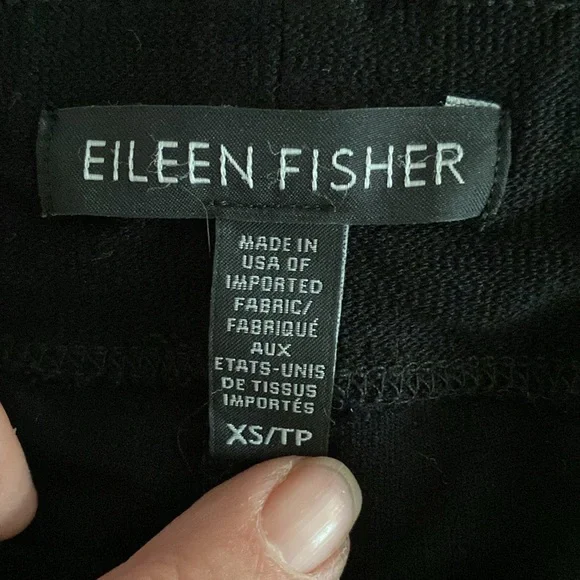 EILEEN FISHER
MADE IN
USA OF
IMPORTED
FABRIC/
FABRIQUÉ
AUX
ETATS-UNIS
DE TISSUS
IMPORTÉS
XS/TP